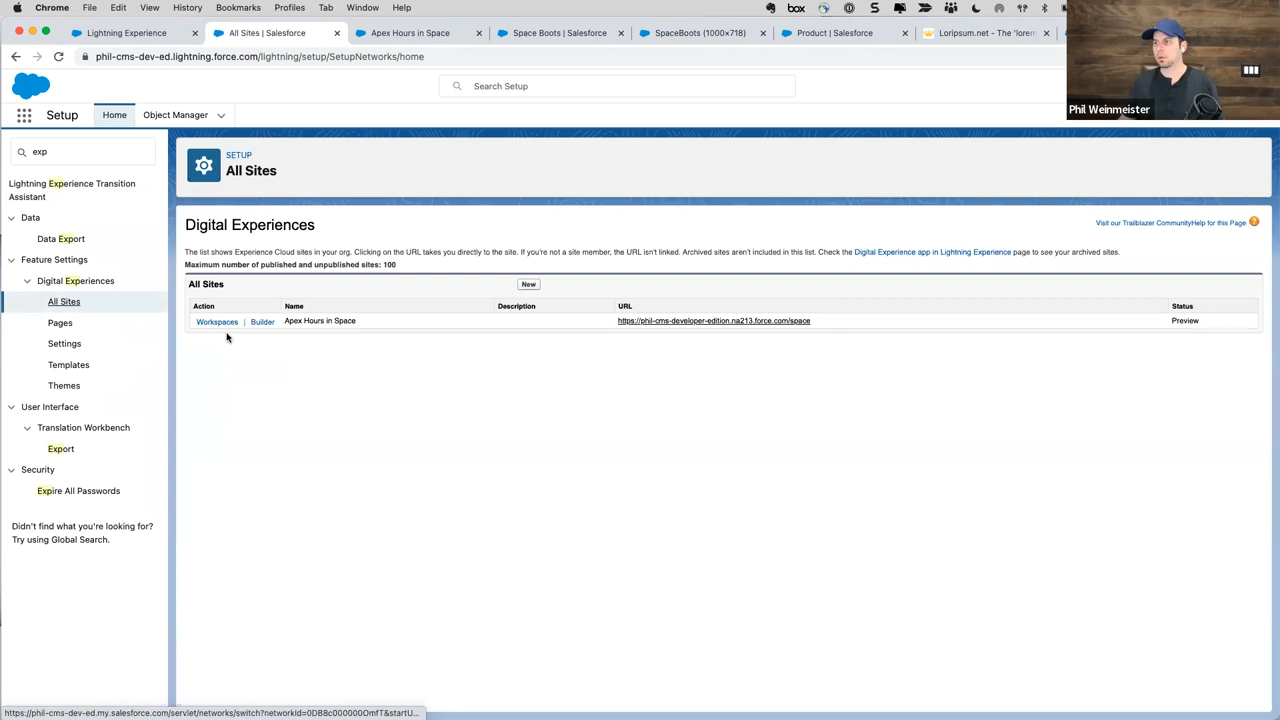 Chrome File Edit View History Bookmarks Profiles Tab Window Help
box
Lightning Experience
All Sites | Salesforce
Apex Hours in Space
Space Boots | Salesforce
SpaceBoots (1000×718)
Product | Salesforce
Loripsum.net - The 'lorem
phil-cms-dev-ed.lightning.force.com/lightning/setup/SetupNetworks/home
Search Setup
Phil Weinmeister
Setup Home Object Manager
exp
SETUP
All Sites
Lightning Experience Transition
Assistant
Data
Data Export
Feature Settings
Digital Experiences
All Sites
Pages
Settings
Templates
Themes
User Interface
Translation Workbench
Export
Security
Expire All Passwords
Didn't find what you're looking for?
Try using Global Search.
Digital Experiences
Visit our Trailblazer Community Help for this Page ?
The list shows Experience Cloud sites in your org. Clicking on the URL takes you directly to the site. If you're not a site member, the URL isn't linked. Archived sites aren't included in this list. Check the Digital Experience app in Lightning Experience page to see your archived sites.
Maximum number of published and unpublished sites: 100
All Sites New
Action Name Description URL Status
Workspaces | Builder Apex Hours in Space https://phil-cms-developer-edition.na213.force.com/space Preview
https://phil-cms-dev-ed.my.salesforce.com/servlet/networks/switch?networkId=0DB8c000000OmfT&startU...